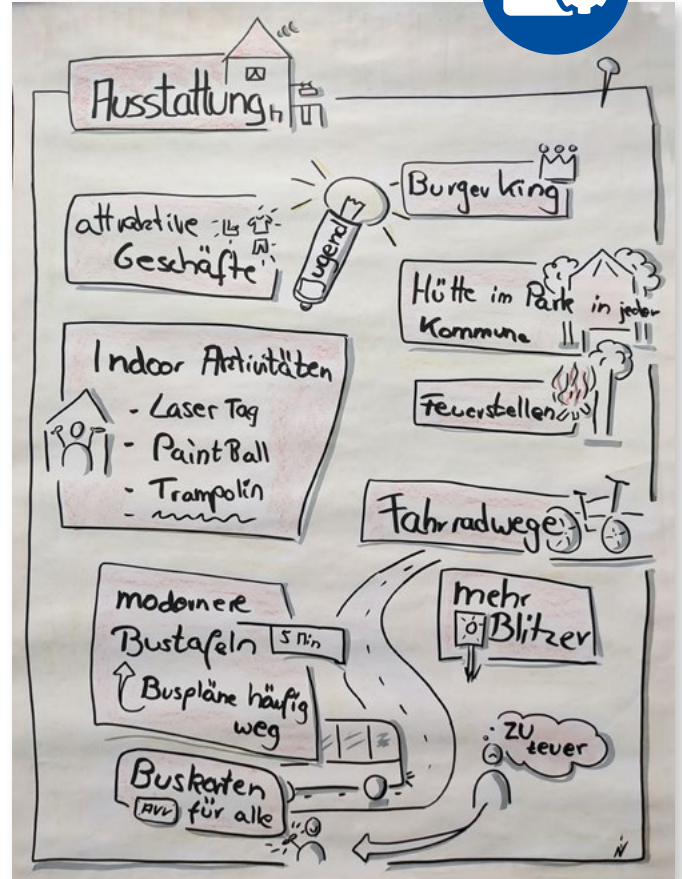 Ausstattung
Burger King
attraktive
Geschäfte
Jugend
Hütte im Park in jeder
Kommune
Indoor Aktivitäten
- Laser Tag
- PaintBall
- Trampolin
Feuerstellen
Fahrradwege
modernere
Bustafeln 5 Min
Buspläne häufig
weg
mehr
Blitzer
zu
teuer
Buskarten
AVV für alle